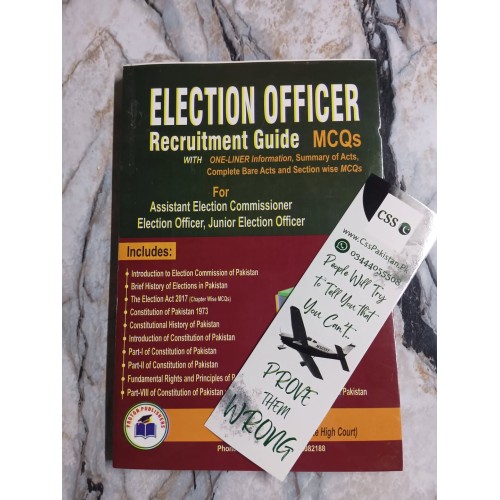 ELECTION OFFICER
Recruitment Guide MCQs
WITH ONE-LINER Information, Summary of Acts,
Complete Bare Acts and Section wise MCQs
For
Assistant Election Commissioner
Election Officer, Junior Election Officer
Includes:
Introduction to Election Commission of Pakistan
Brief History of Elections in Pakistan
The Election Act 2017 (Chapter Wise MCQs)
Constitution of Pakistan 1973
Constitutional History of Pakistan
Introduction of Constitution of Pakistan
Part-I of Constitution of Pakistan
Part-II of Constitution of Pakistan
Fundamental Rights and Principles of
Part-VIII of Constitution of Pakistan
Pakistan
High Court)
082188
CSS
www.CssPakistan.Pk
03444055508
People Will Try
to Tell You that
You Can't..
PROVE
THEM
WRONG